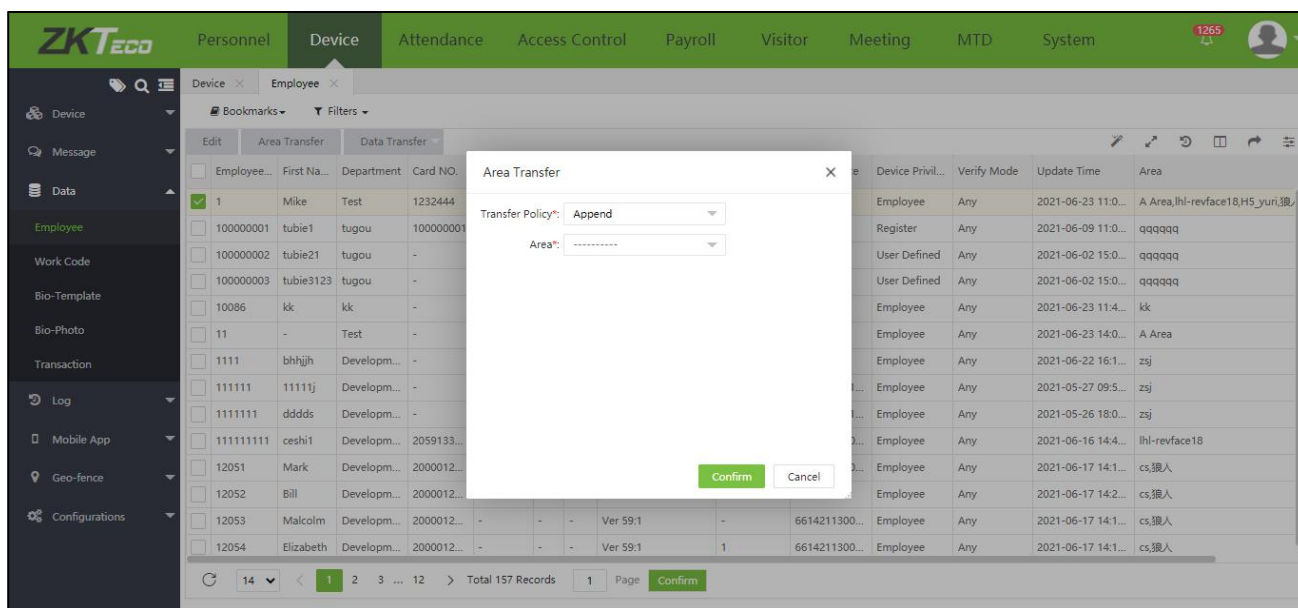 ZKTeco Personnel Device Attendance Access Control Payroll Visitor Meeting MTD System 1265
Device Employee
Bookmarks Filters
Edit Area Transfer Data Transfer
Employee... First Na... Department Card NO. Device Privil... Verify Mode Update Time Area
1 Mike Test 1232444 Employee Any 2021-06-23 11:0... A Area,lhl-revface18,H5_yuri,狼
100000001 tubie1 tugou 100000001 Register Any 2021-06-09 11:0... qqqqqq
100000002 tubie21 tugou - User Defined Any 2021-06-02 15:0... qqqqqq
100000003 tubie3123 tugou - User Defined Any 2021-06-02 15:0... qqqqqq
10086 kk kk - Employee Any 2021-06-23 11:4... kk
11 - Test - Employee Any 2021-06-23 14:0... A Area
1111 bhhjjh Developm... - Employee Any 2021-06-22 16:1... zsj
111111 11111j Developm... - Employee Any 2021-05-27 09:5... zsj
1111111 dddds Developm... - Employee Any 2021-05-26 18:0... zsj
111111111 ceshi1 Developm... 2059133... Employee Any 2021-06-16 14:4... lhl-revface18
12051 Mark Developm... 2000012... Employee Any 2021-06-17 14:1... cs,狼人
12052 Bill Developm... 2000012... Employee Any 2021-06-17 14:2... cs,狼人
12053 Malcolm Developm... 2000012... - - - Ver 59:1 - 6614211300... Employee Any 2021-06-17 14:1... cs,狼人
12054 Elizabeth Developm... 2000012... - - - Ver 59:1 1 6614211300... Employee Any 2021-06-17 14:1... cs,狼人
14 < 1 2 3 ... 12 > Total 157 Records 1 Page Confirm
Device
Message
Data
Employee
Work Code
Bio-Template
Bio-Photo
Transaction
Log
Mobile App
Geo-fence
Configurations
Area Transfer
Transfer Policy*: Append
Area*: ----------
Confirm Cancel